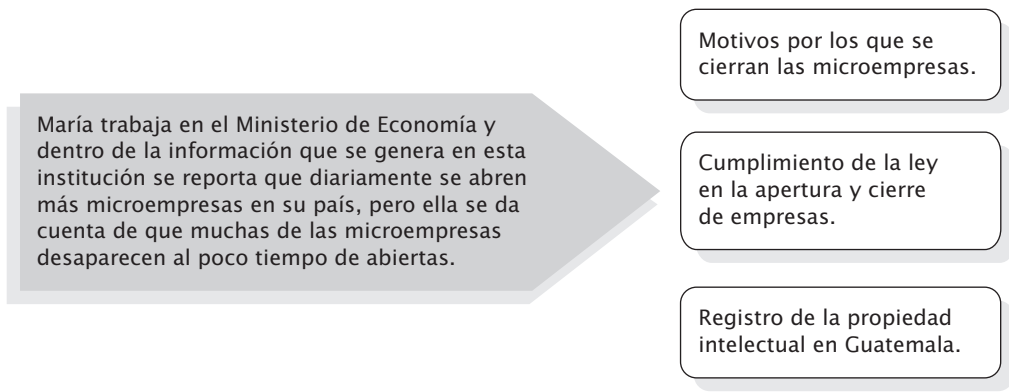 María trabaja en el Ministerio de Economía y
dentro de la información que se genera en esta
institución se reporta que diariamente se abren
más microempresas en su país, pero ella se da
cuenta de que muchas de las microempresas
desaparecen al poco tiempo de abiertas.
Motivos por los que se
cierran las microempresas.
Cumplimiento de la ley
en la apertura y cierre
de empresas.
Registro de la propiedad
intelectual en Guatemala.